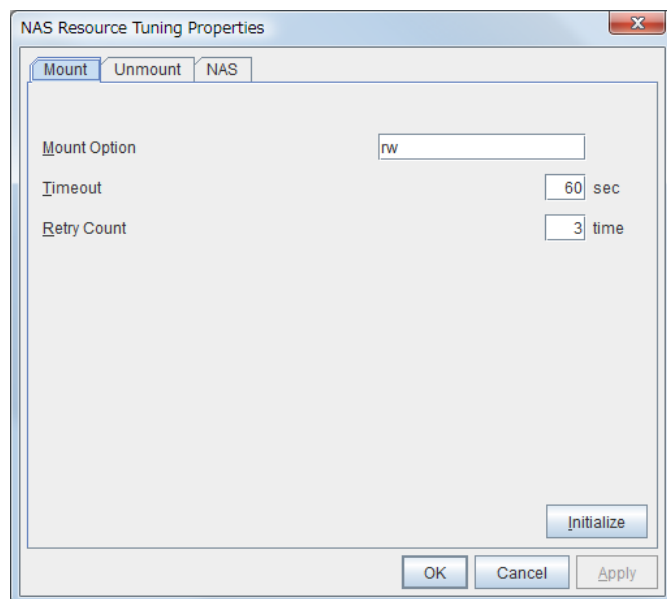 NAS Resource Tuning Properties
Mount Unmount NAS
Mount Option rw
Timeout 60 sec
Retry Count 3 time
Initialize
OK Cancel Apply